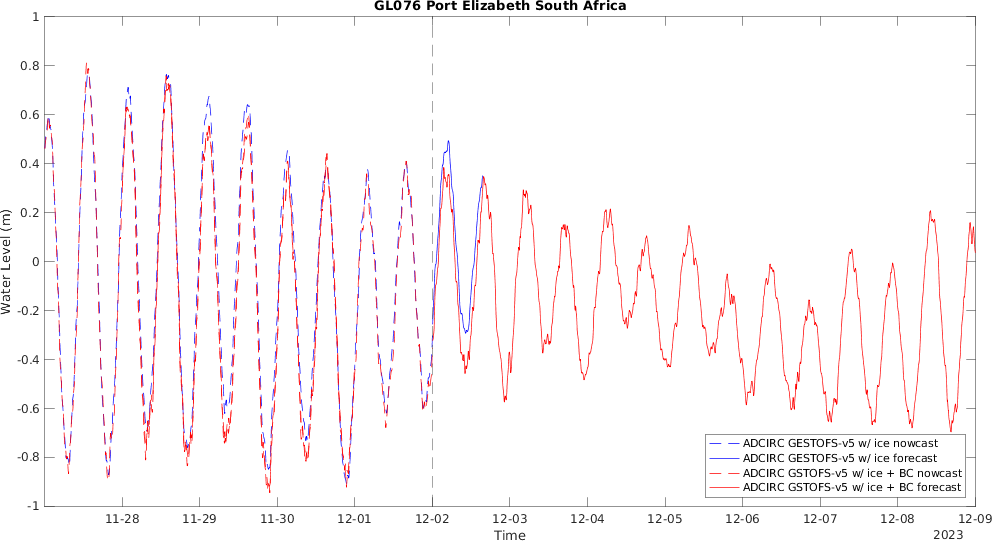 GL076 Port Elizabeth South Africa
Water Level (m)
1
0.8
0.6
0.4
0.2
0
-0.2
-0.4
-0.6
-0.8
-1
ADCIRC GESTOFS-v5 w/ ice nowcast
ADCIRC GESTOFS-v5 w/ ice forecast
ADCIRC GSTOFS-v5 w/ ice + BC nowcast
ADCIRC GSTOFS-v5 w/ ice + BC forecast
11-28 11-29 11-30 12-01 12-02 12-03 12-04 12-05 12-06 12-07 12-08 12-09
Time
2023